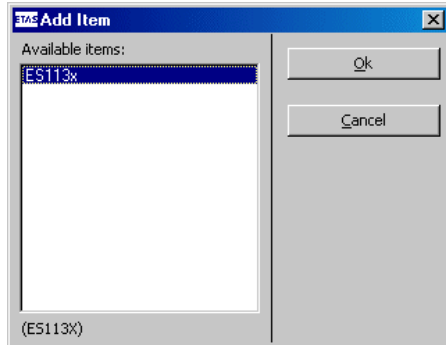 ETAS Add Item
Available items:
ES113x
Ok
Cancel
(ES113X)